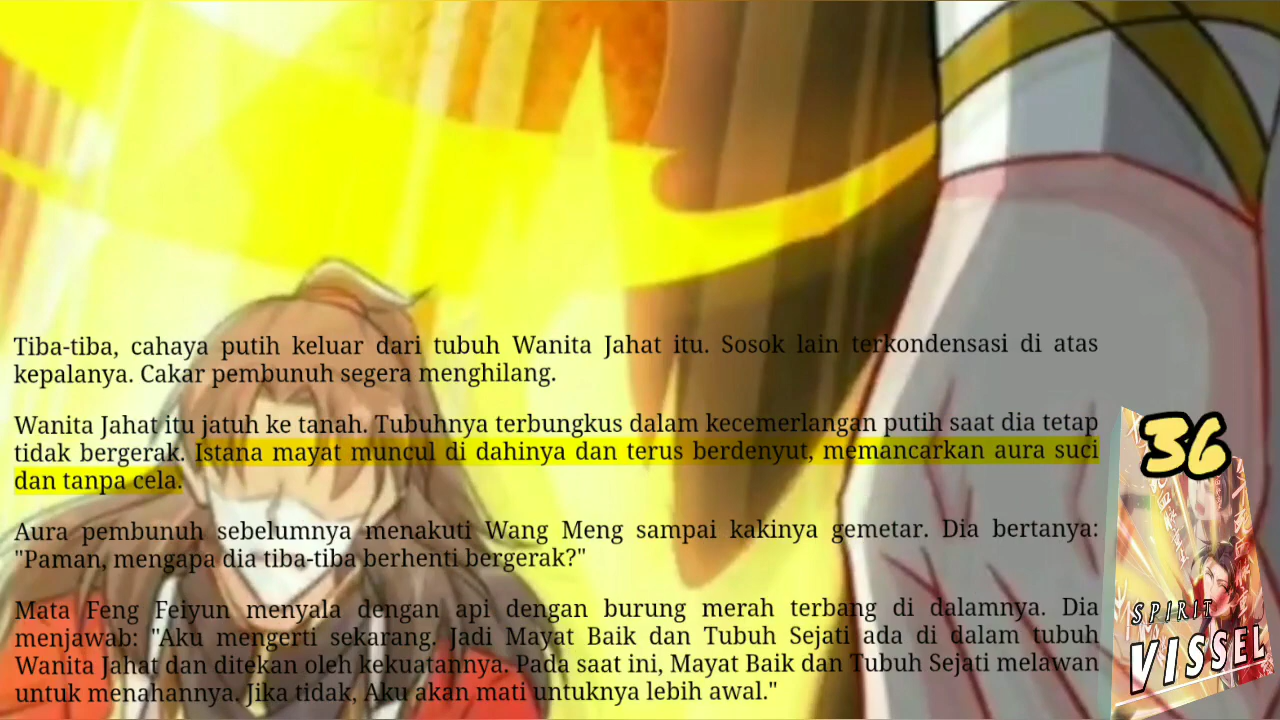 Tiba-tiba, cahaya putih keluar dari tubuh Wanita Jahat itu. Sosok lain terkondensasi di atas
kepalanya. Cakar pembunuh segera menghilang.
Wanita Jahat itu jatuh ke tanah. Tubuhnya terbungkus dalam kecemerlangan putih saat dia tetap
tidak bergerak. Istana mayat muncul di dahinya dan terus berdenyut, memancarkan aura suci
dan tanpa cela.
Aura pembunuh sebelumnya menakuti Wang Meng sampai kakinya gemetar. Dia bertanya:
"Paman, mengapa dia tiba-tiba berhenti bergerak?"
Mata Feng Feiyun menyala dengan api dengan burung merah terbang di dalamnya. Dia
menjawab: "Aku mengerti sekarang. Jadi Mayat Baik dan Tubuh Sejati ada di dalam tubuh
Wanita Jahat dan ditekan oleh kekuatannya. Pada saat ini, Mayat Baik dan Tubuh Sejati melawan
untuk menahannya. Jika tidak, Aku akan mati untuknya lebih awal."
36
SPIRIT
VISSEL